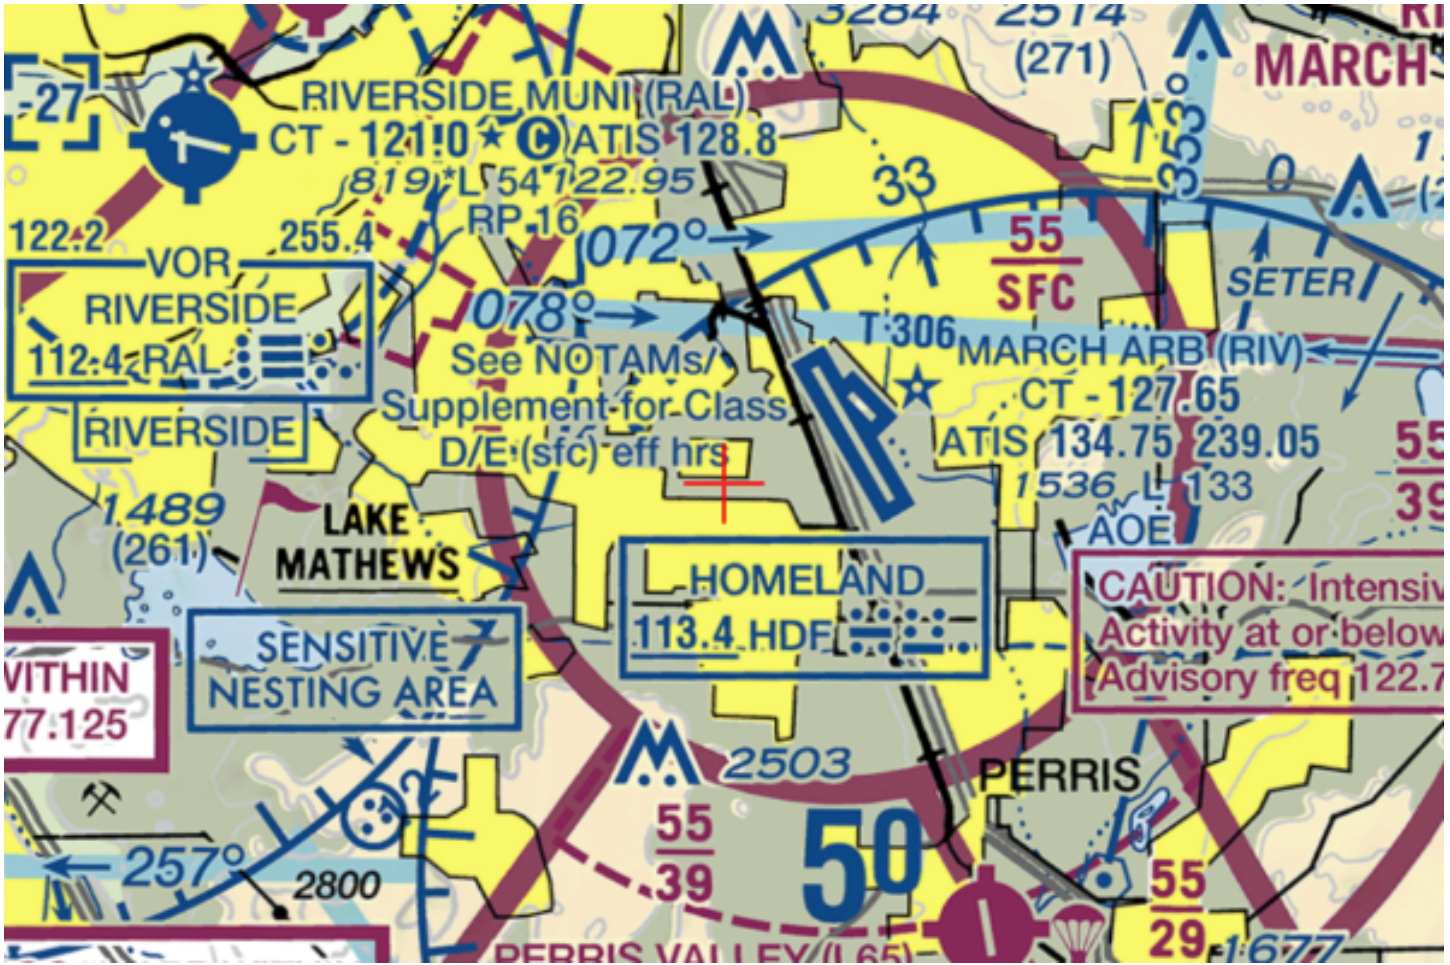 3284
2514
(271)
MARCH
-27
RIVERSIDE MUNI (RAL)
CT - 121.0 C ATIS 128.8
819 *L 54 122.95
RP 16
353°
33
0
122.2
255.4
072°
55
SFC
SETER
VOR
RIVERSIDE
112.4 RAL
RIVERSIDE
078°
T 306
See NOTAMs/
Supplement for Class
D/E (sfc) eff hrs
MARCH ARB (RIV)
CT - 127.65
ATIS 134.75 239.05
1536 L 133
AOE
55
39
1489
(261)
LAKE
MATHEWS
HOMELAND
113.4 HDF
CAUTION: Intensiv
Activity at or below
Advisory freq 122.7
SENSITIVE
NESTING AREA
WITHIN
77.125
2503
PERRIS
12
55
39
50
5
257°
2800
55
29
1677
PERRIS VALLEY (L65)